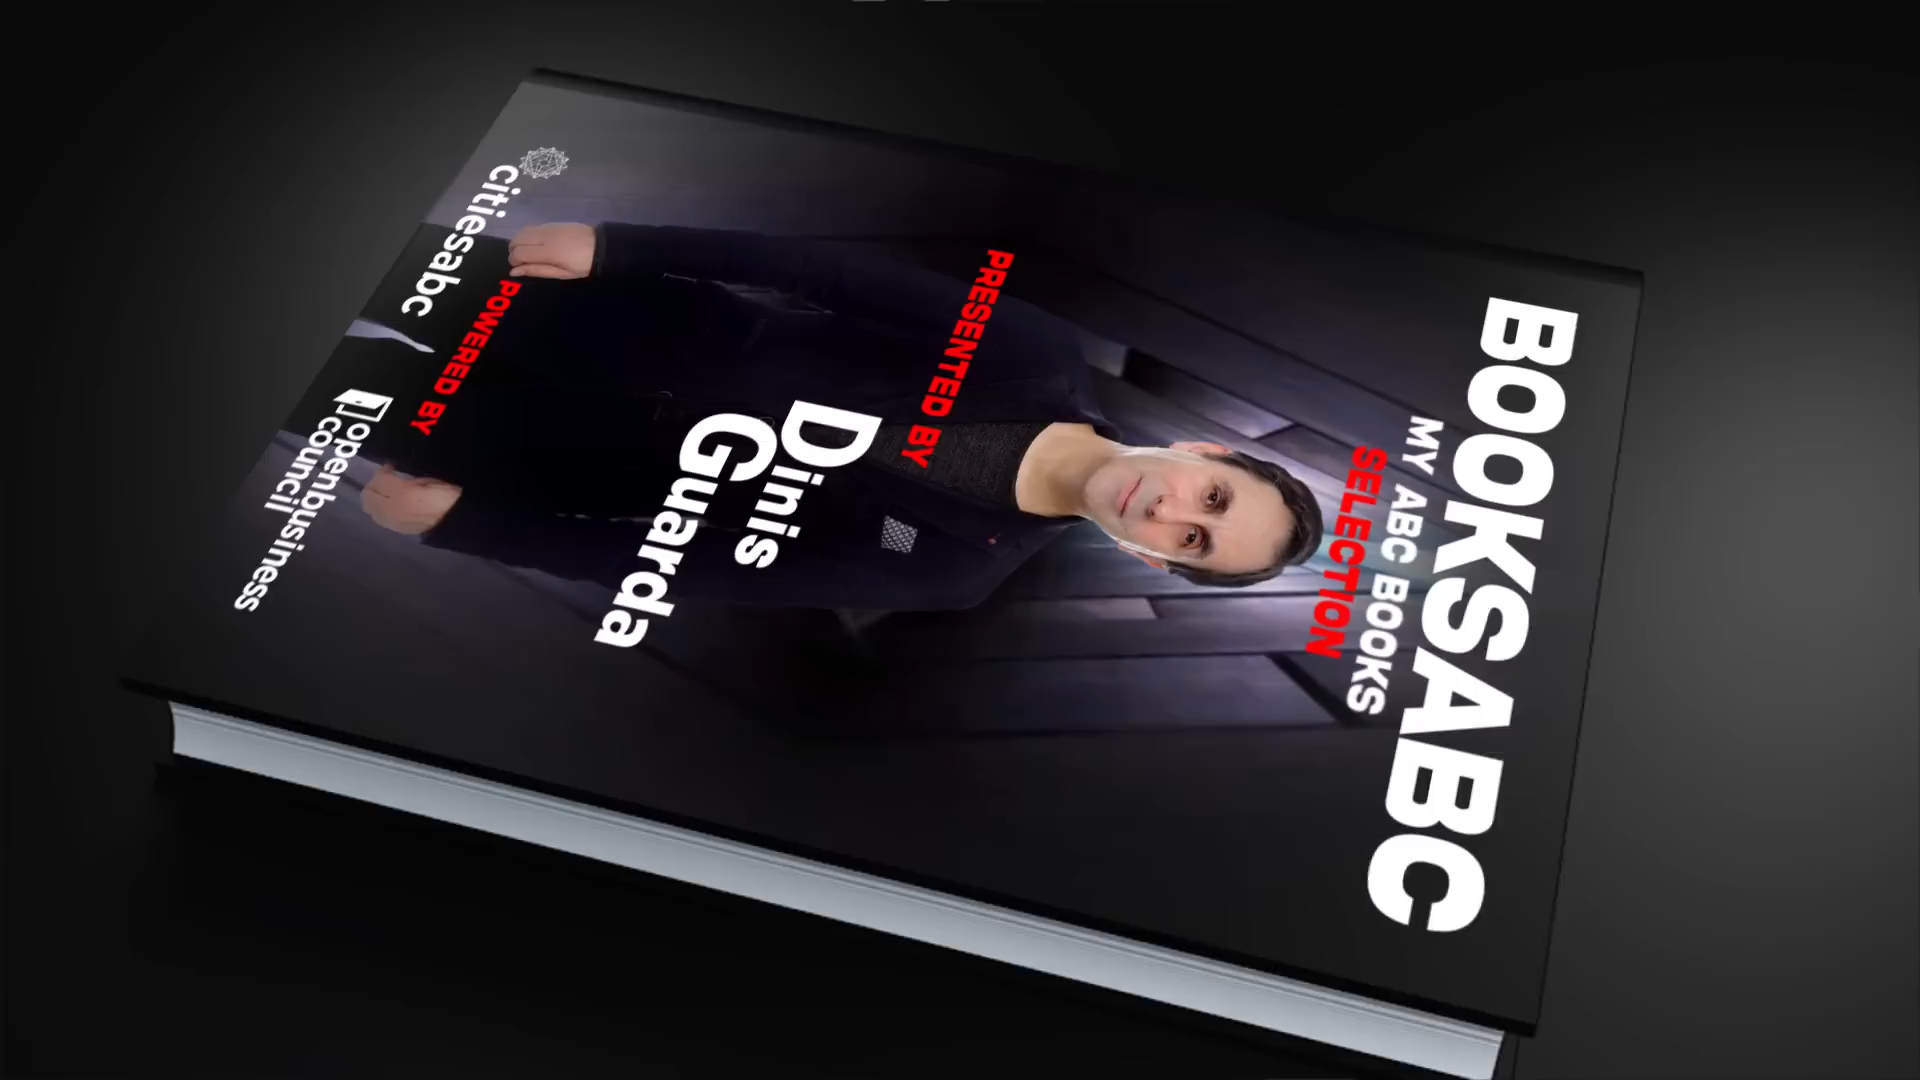 BOOKSABC
MY ABC BOOKS
SELECTION
PRESENTED BY
Dinis
Guarda
POWERED BY
citiesabc
openbusiness
council